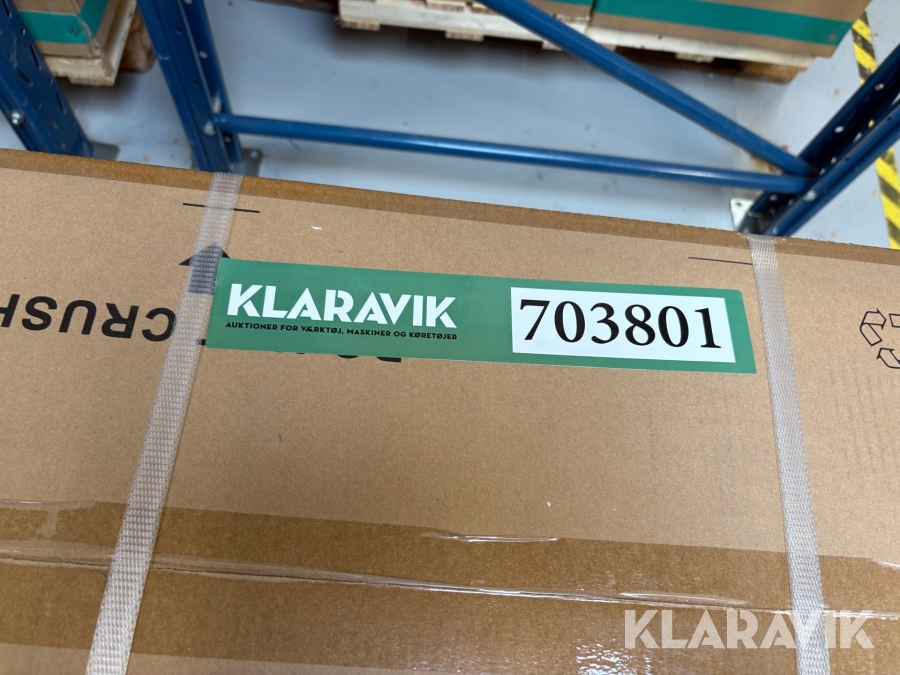 KLARAVIK
AUKTIONER FOR VÆRKTØJ, MASKINER OG KØRETØJER
703801
CRUSH
KLARAVIK